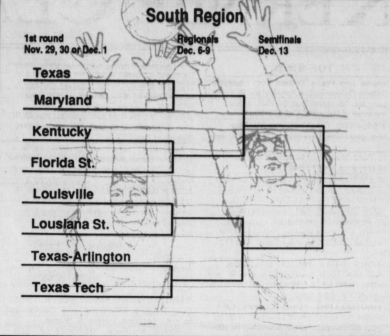 South Region
1st round
Nov. 29, 30 or Dec. 1
Regionals
Dec. 6-9
Semifinals
Dec. 13
Texas
Maryland
Kentucky
Florida St.
Louisville
Lousiana St.
Texas-Arlington
Texas Tech